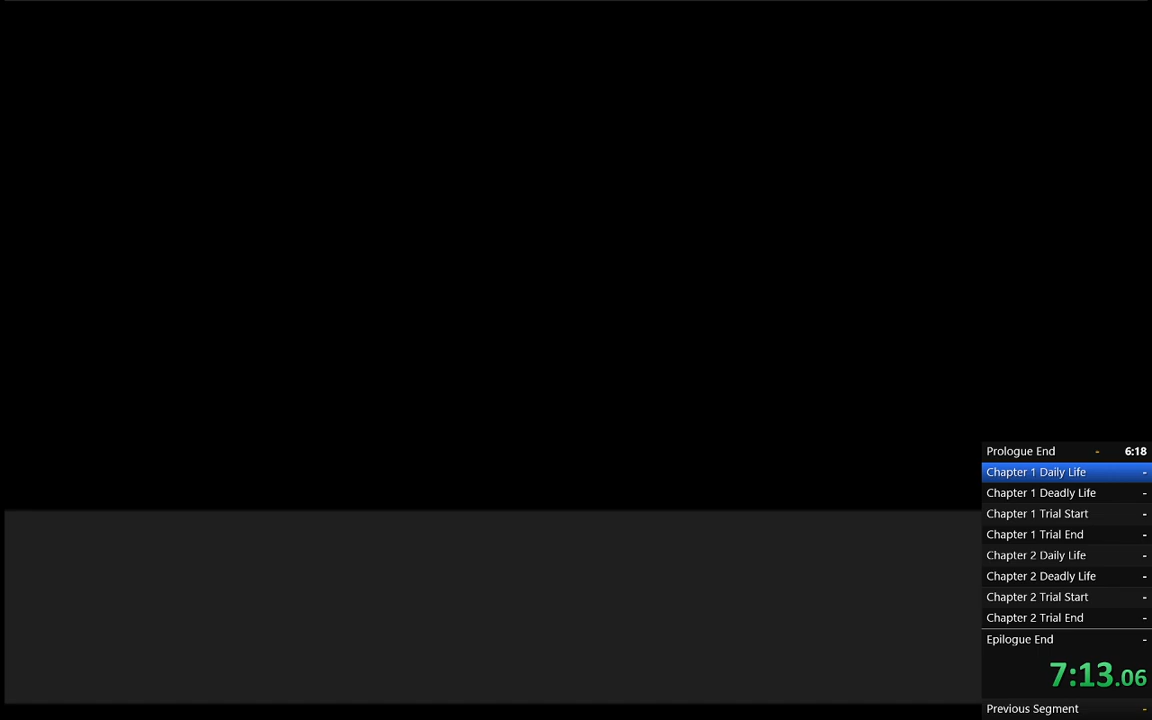 Prologue End - 6:18
Chapter 1 Daily Life -
Chapter 1 Deadly Life -
Chapter 1 Trial Start -
Chapter 1 Trial End -
Chapter 2 Daily Life -
Chapter 2 Deadly Life -
Chapter 2 Trial Start -
Chapter 2 Trial End -
Epilogue End -
7:13.06
Previous Segment -